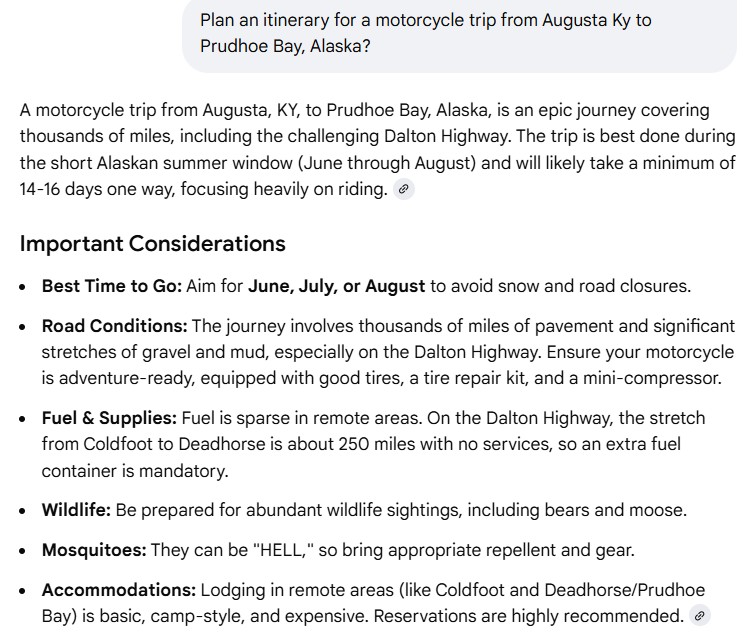 Plan an itinerary for a motorcycle trip from Augusta Ky to
Prudhoe Bay, Alaska?
A motorcycle trip from Augusta, KY, to Prudhoe Bay, Alaska, is an epic journey covering
thousands of miles, including the challenging Dalton Highway. The trip is best done during
the short Alaskan summer window (June through August) and will likely take a minimum of
14-16 days one way, focusing heavily on riding.
Important Considerations
• Best Time to Go: Aim for June, July, or August to avoid snow and road closures.
• Road Conditions: The journey involves thousands of miles of pavement and significant
stretches of gravel and mud, especially on the Dalton Highway. Ensure your motorcycle
is adventure-ready, equipped with good tires, a tire repair kit, and a mini-compressor.
• Fuel & Supplies: Fuel is sparse in remote areas. On the Dalton Highway, the stretch
from Coldfoot to Deadhorse is about 250 miles with no services, so an extra fuel
container is mandatory.
• Wildlife: Be prepared for abundant wildlife sightings, including bears and moose.
• Mosquitoes: They can be "HELL," so bring appropriate repellent and gear.
• Accommodations: Lodging in remote areas (like Coldfoot and Deadhorse/Prudhoe
Bay) is basic, camp-style, and expensive. Reservations are highly recommended.